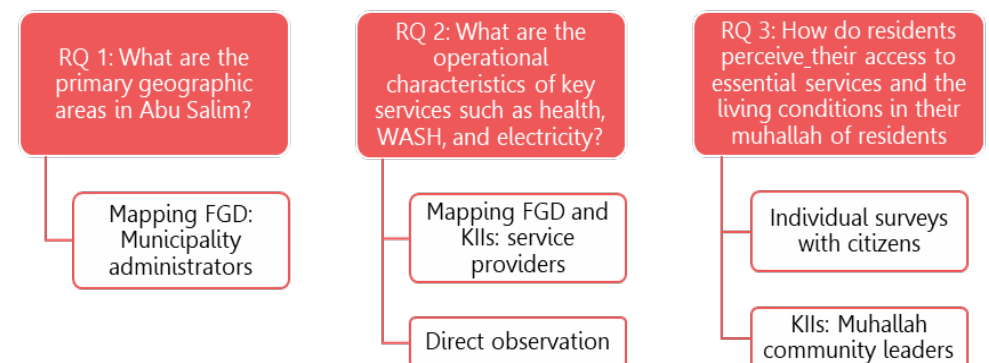 RQ 1: What are the
primary geographic
areas in Abu Salim?
Mapping FGD:
Municipality
administrators
RQ 2: What are the
operational
characteristics of key
services such as health,
WASH, and electricity?
Mapping FGD and
KIIs: service
providers
Direct observation
RQ 3: How do residents
perceive their access to
essential services and the
living conditions in their
muhallah of residents
Individual surveys
with citizens
KIIs: Muhallah
community leaders